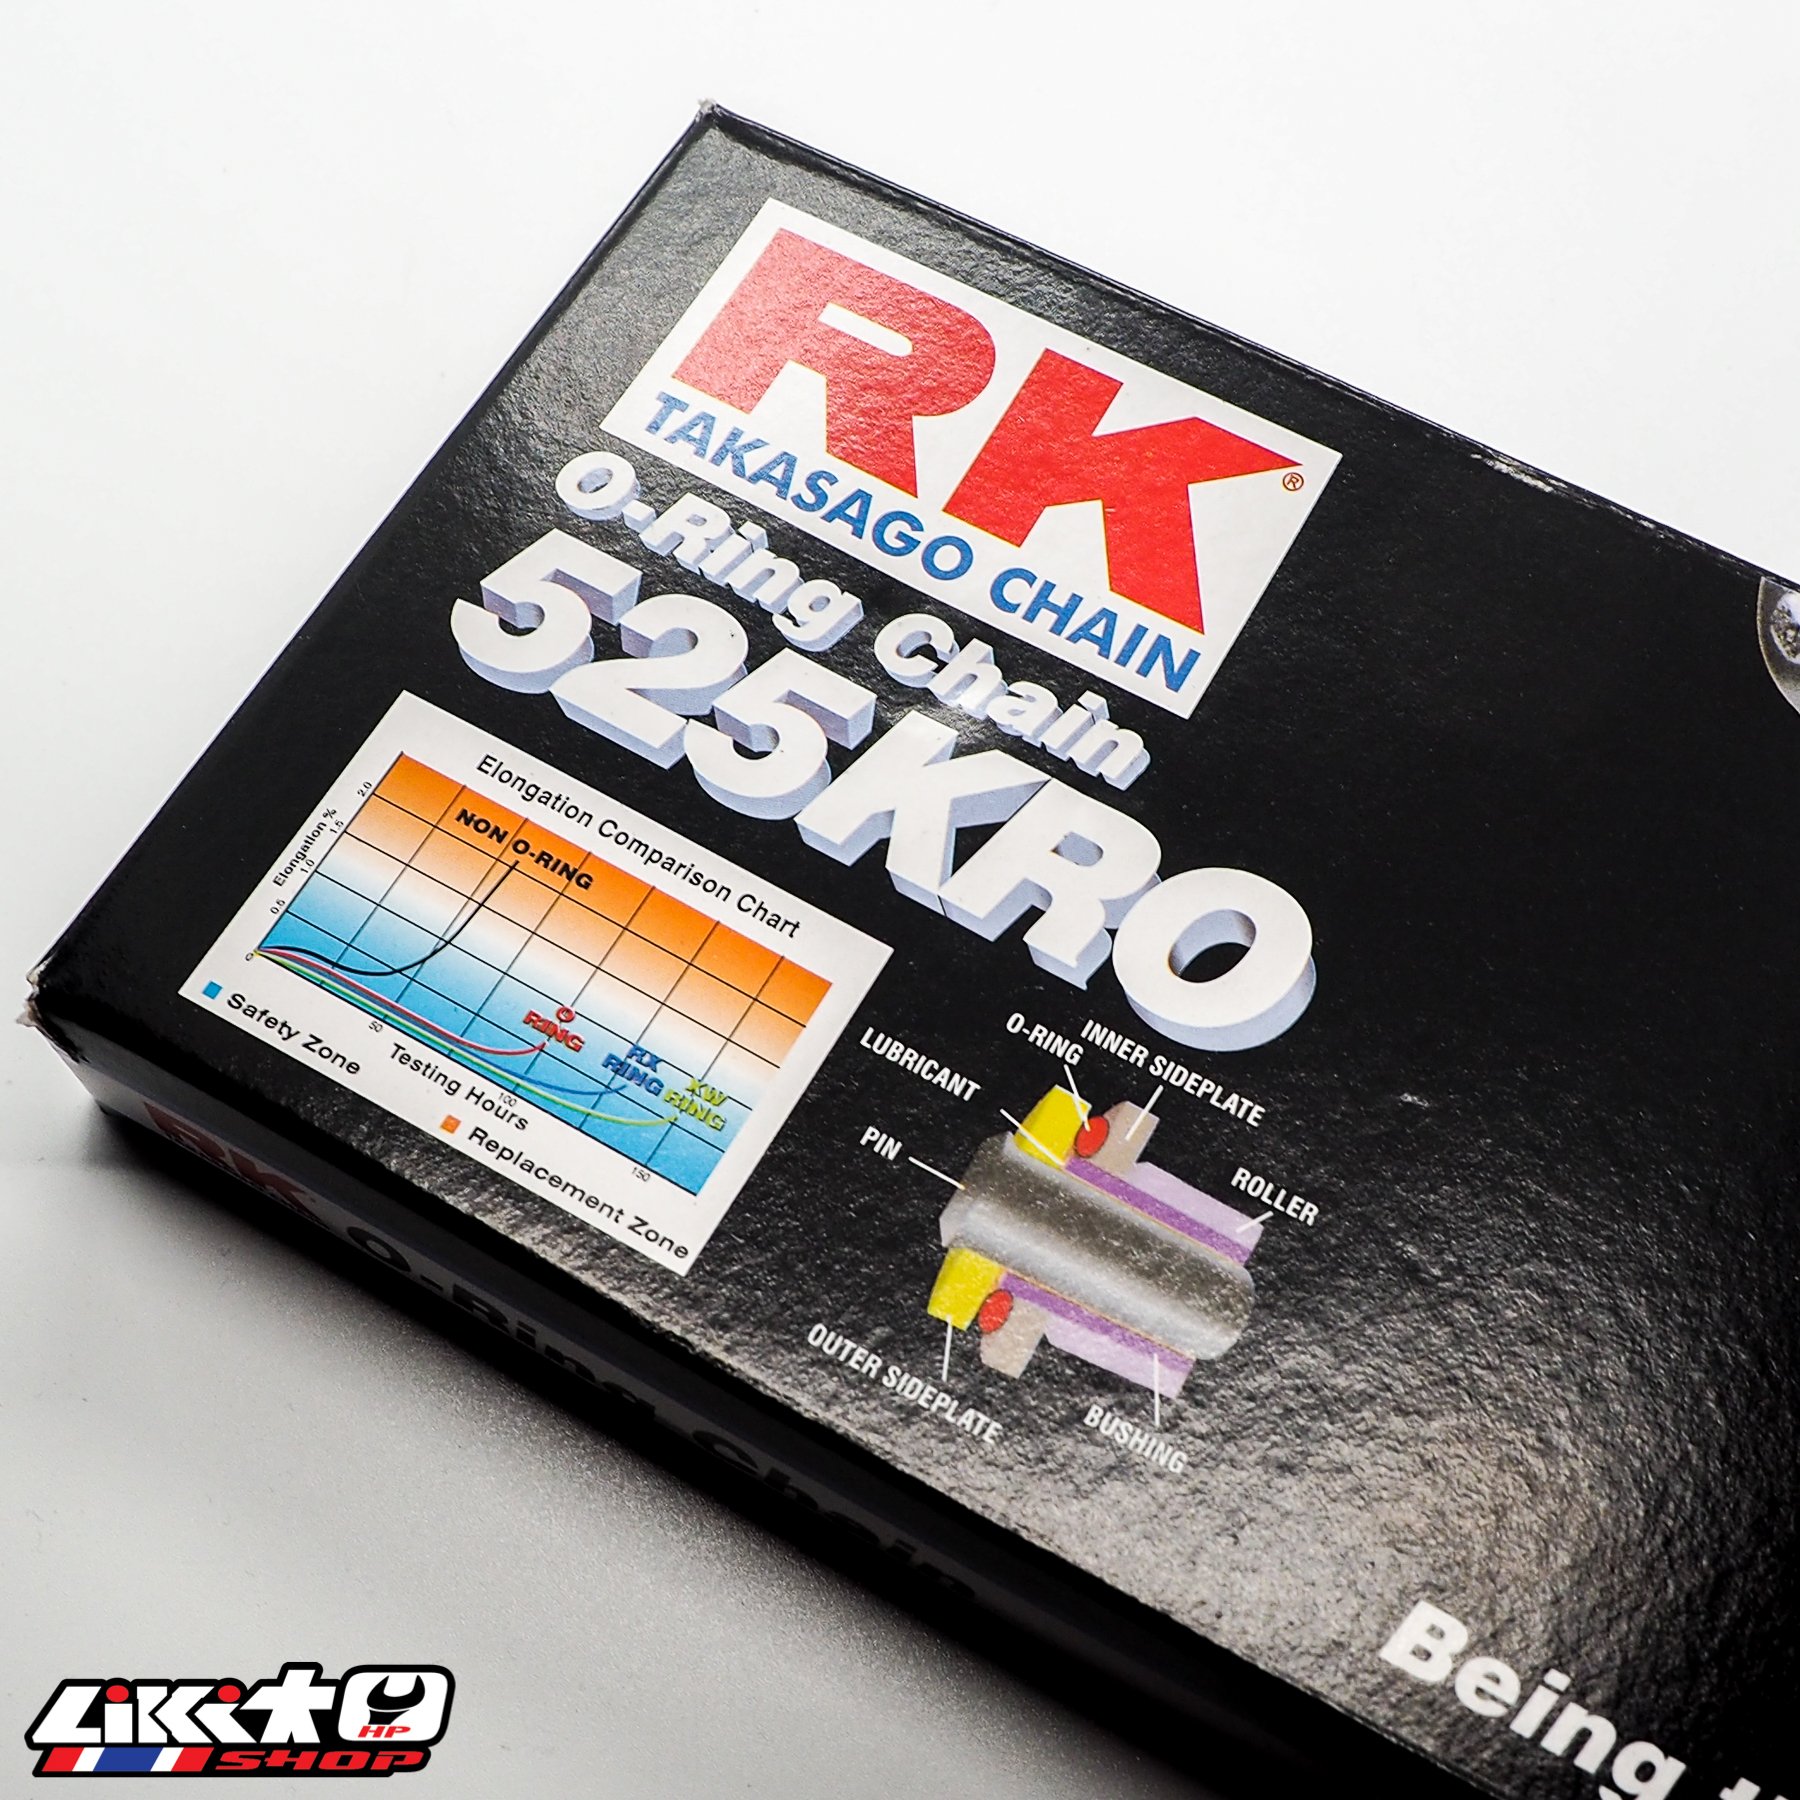 RK®
TAKASAGO CHAIN
O-Ring Chain
525KRO
Elongation Comparison Chart
Elongation %
2.0
1.5
1.0
0.5
0
NON O-RING
O
RING
RX
RING
XW
RING
50
100
150
Testing Hours
Safety Zone
Replacement Zone
LUBRICANT
O-RING
INNER SIDEPLATE
PIN
ROLLER
OUTER SIDEPLATE
BUSHING
RK O-Ring Chain
Being
HP
SHOP